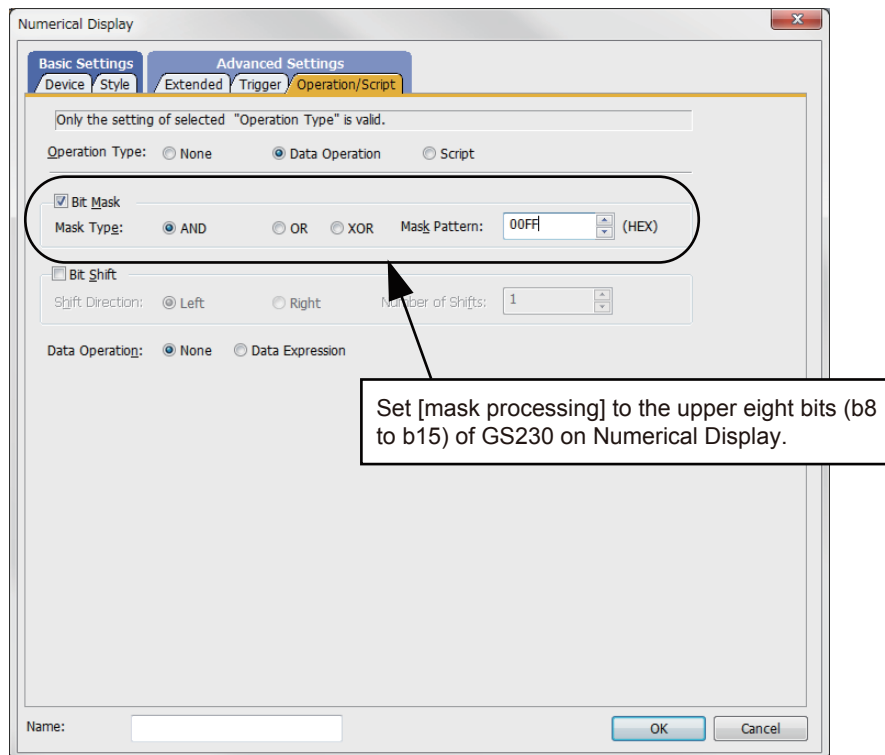 Numerical Display
Basic Settings Advanced Settings
Device Style Extended Trigger Operation/Script
Only the setting of selected "Operation Type" is valid.
Operation Type: None Data Operation Script
Bit Mask
Mask Type: AND OR XOR Mask Pattern: 00FF (HEX)
Bit Shift
Shift Direction: Left Right Number of Shifts: 1
Data Operation: None Data Expression
Set [mask processing] to the upper eight bits (b8
to b15) of GS230 on Numerical Display.
Name: OK Cancel